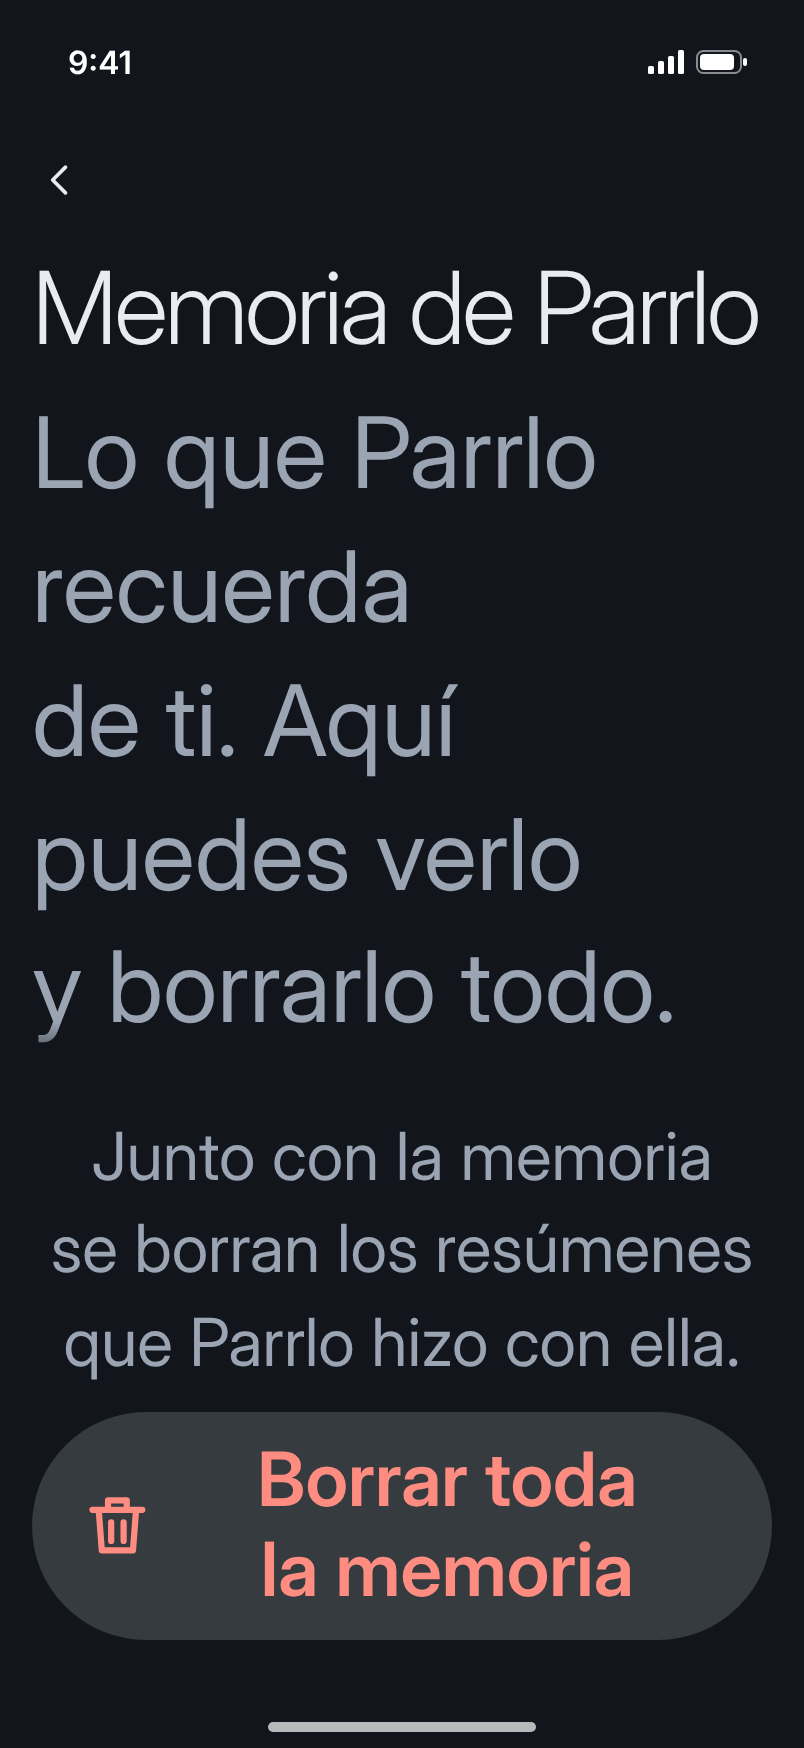 9:41
Memoria de Parrlo
Lo que Parrlo
recuerda
de ti. Aquí
puedes verlo
y borrarlo todo.
Junto con la memoria
se borran los resúmenes
que Parrlo hizo con ella.
Borrar toda
la memoria